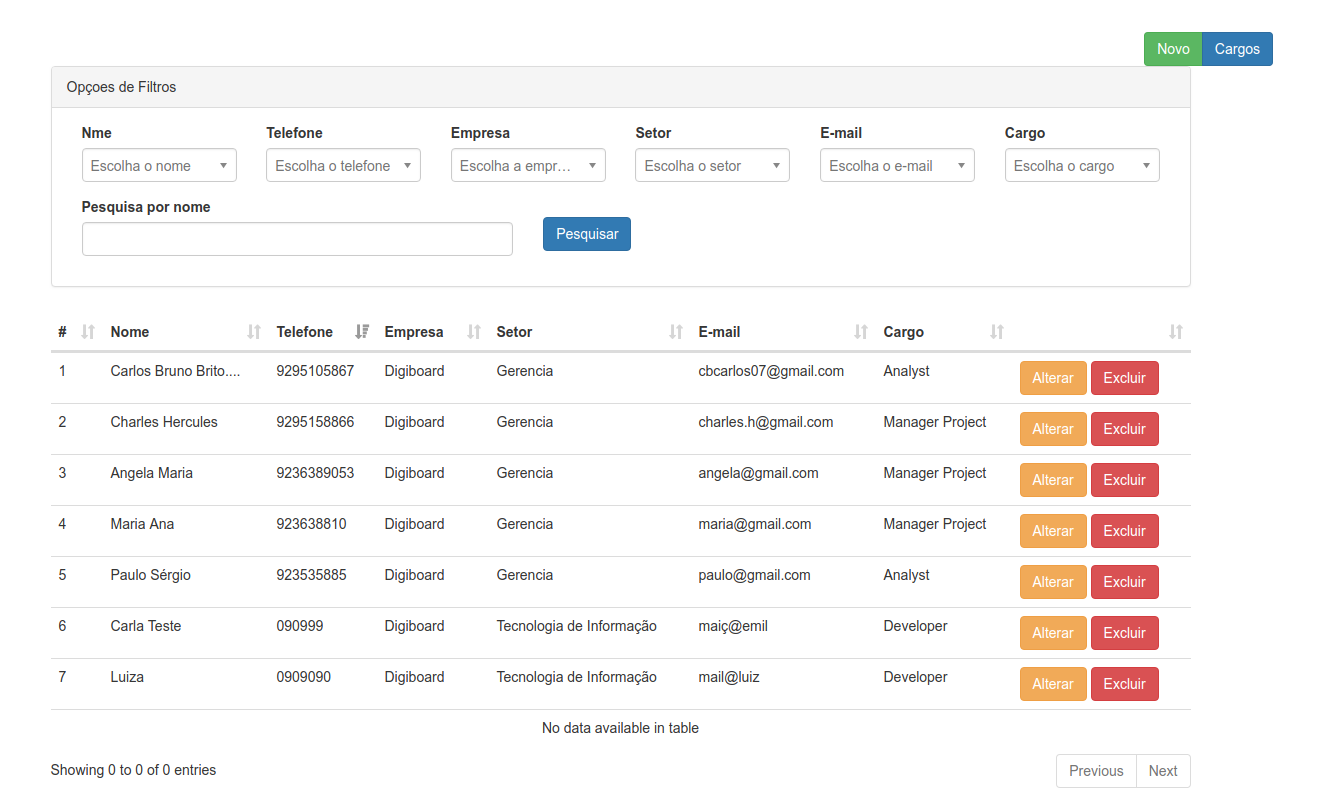 Novo Cargos
Opçoes de Filtros
Nme Telefone Empresa Setor E-mail Cargo
Escolha o nome Escolha o telefone Escolha a empr… Escolha o setor Escolha o e-mail Escolha o cargo
Pesquisa por nome
Pesquisar
# Nome Telefone Empresa Setor E-mail Cargo
1 Carlos Bruno Brito.... 9295105867 Digiboard Gerencia cbcarlos07@gmail.com Analyst Alterar Excluir
2 Charles Hercules 9295158866 Digiboard Gerencia charles.h@gmail.com Manager Project Alterar Excluir
3 Angela Maria 9236389053 Digiboard Gerencia angela@gmail.com Manager Project Alterar Excluir
4 Maria Ana 923638810 Digiboard Gerencia maria@gmail.com Manager Project Alterar Excluir
5 Paulo Sérgio 923535885 Digiboard Gerencia paulo@gmail.com Analyst Alterar Excluir
6 Carla Teste 090999 Digiboard Tecnologia de Informação maiç@emil Developer Alterar Excluir
7 Luiza 0909090 Digiboard Tecnologia de Informação mail@luiz Developer Alterar Excluir
No data available in table
Showing 0 to 0 of 0 entries Previous Next